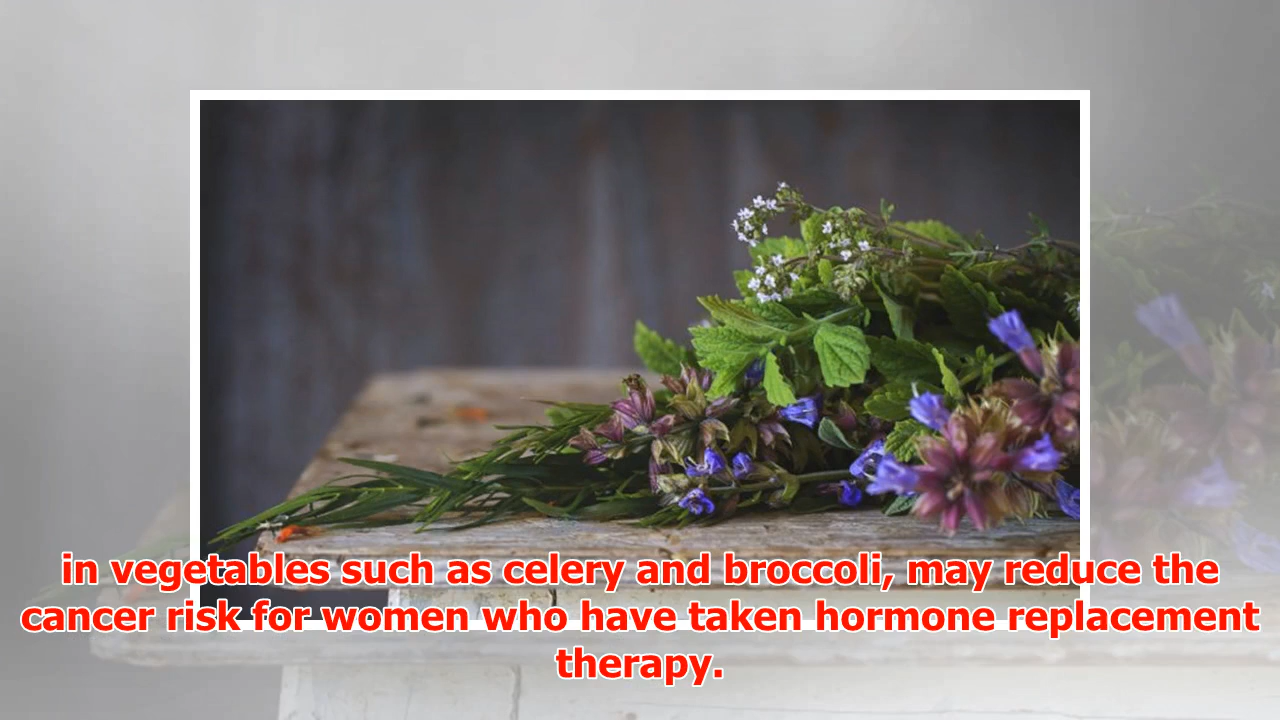 in vegetables such as celery and broccoli, may reduce the
cancer risk for women who have taken hormone replacement
therapy.